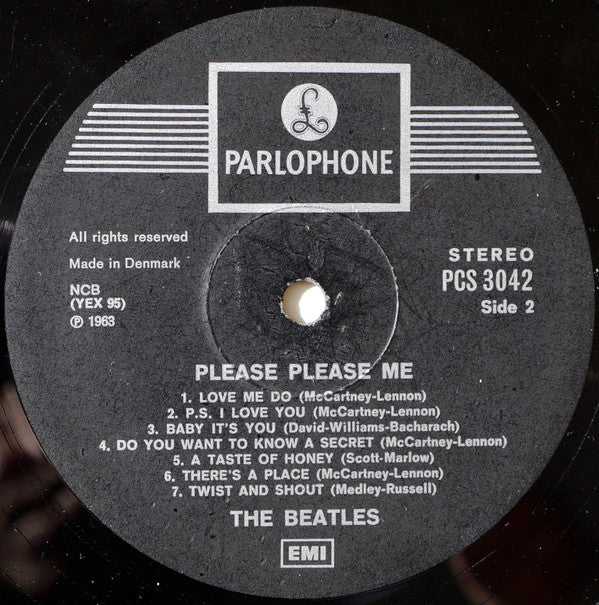 £
PARLOPHONE
All rights reserved
Made in Denmark
NCB
(YEX 95)
℗ 1963
STEREO
PCS 3042
Side 2
PLEASE PLEASE ME
1. LOVE ME DO (McCartney-Lennon)
2. P.S. I LOVE YOU (McCartney-Lennon)
3. BABY IT'S YOU (David-Williams-Bacharach)
4. DO YOU WANT TO KNOW A SECRET (McCartney-Lennon)
5. A TASTE OF HONEY (Scott-Marlow)
6. THERE'S A PLACE (McCartney-Lennon)
7. TWIST AND SHOUT (Medley-Russell)
THE BEATLES
EMI